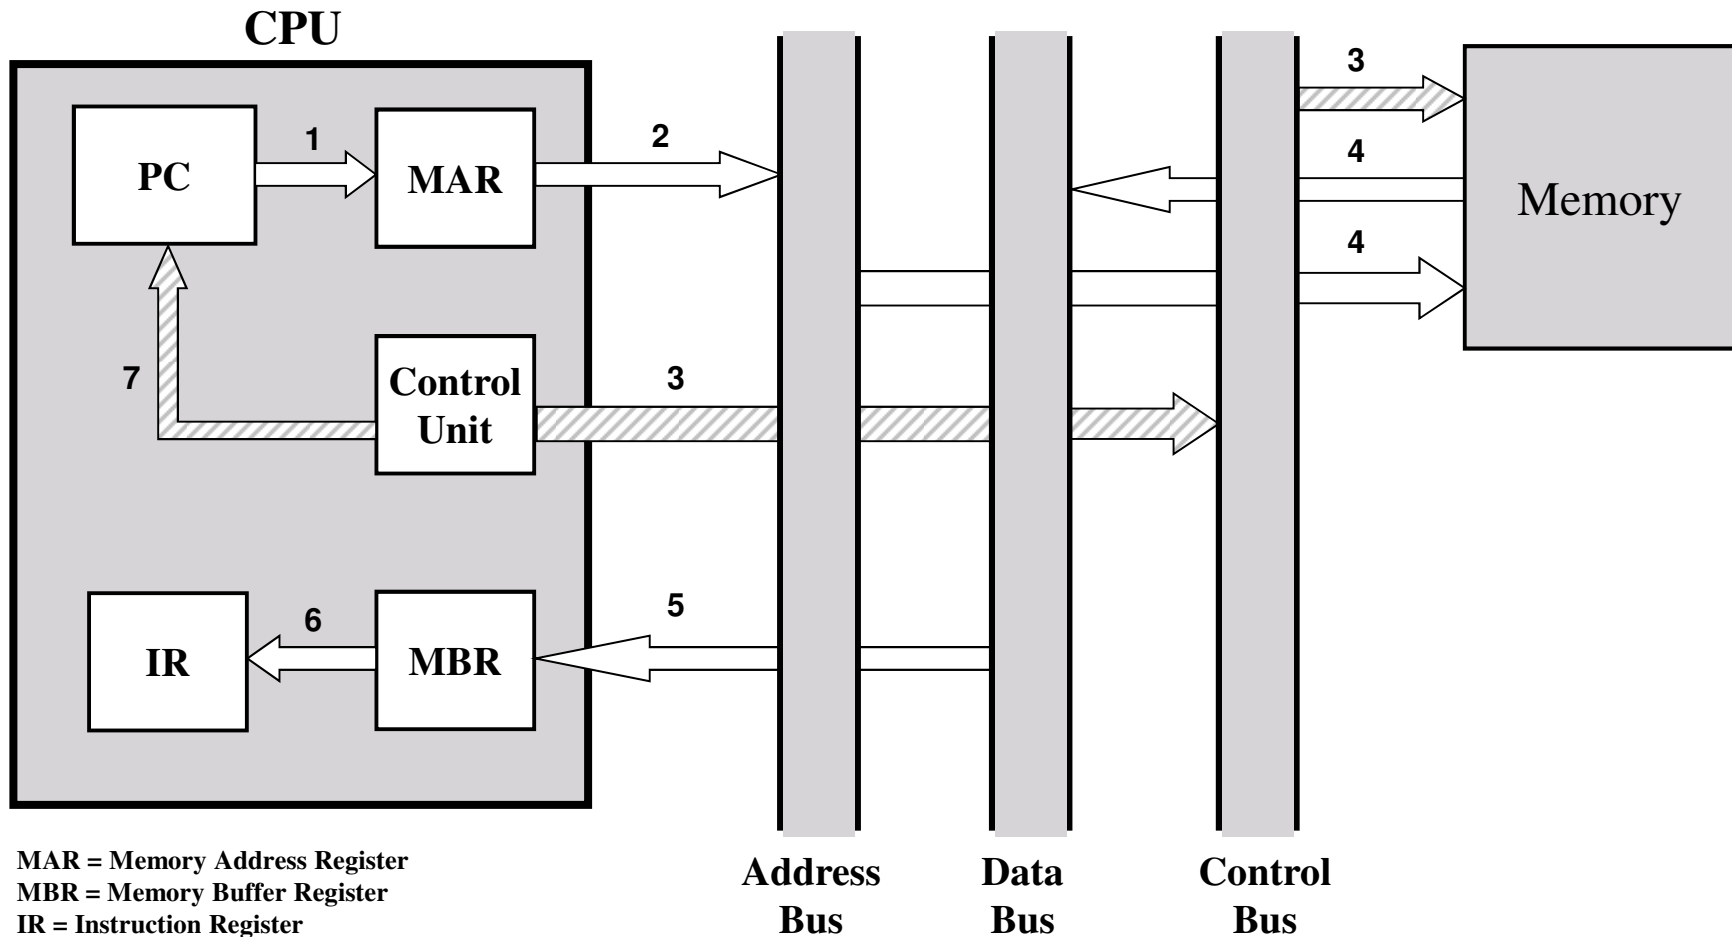 CPU
3
1
2
4
PC
MAR
Memory
4
7
3
Control
Unit
6
5
IR
MBR
MAR = Memory Address Register
MBR = Memory Buffer Register
IR = Instruction Register
Address
Bus
Data
Bus
Control
Bus